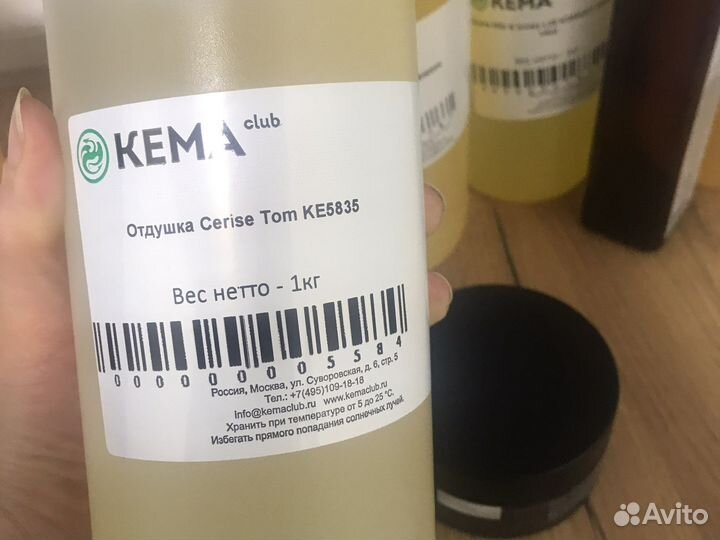 KEMA club
Отдушка Cerise Tom KE5835
Вес нетто - 1кг
0000000005584
Россия, Москва, ул. Суворовская, д. 6, стр. 5
Тел.: +7(495)109-18-18
info@kemaclub.ru www.kemaclub.ru
Хранить при температуре от 5 до 25 °C.
Избегать прямого попадания солнечных лучей.
KEMA
Avito